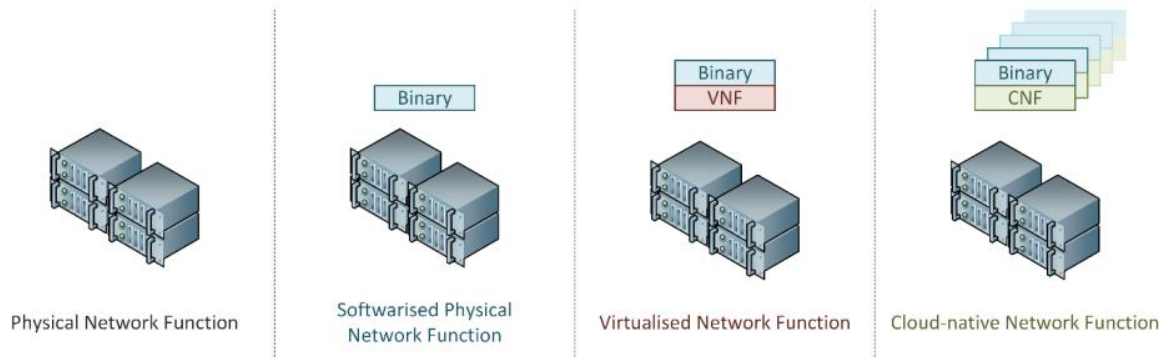 Binary
Binary
VNF
Binary
CNF
Physical Network Function
Softwarised Physical
Network Function
Virtualised Network Function
Cloud-native Network Function